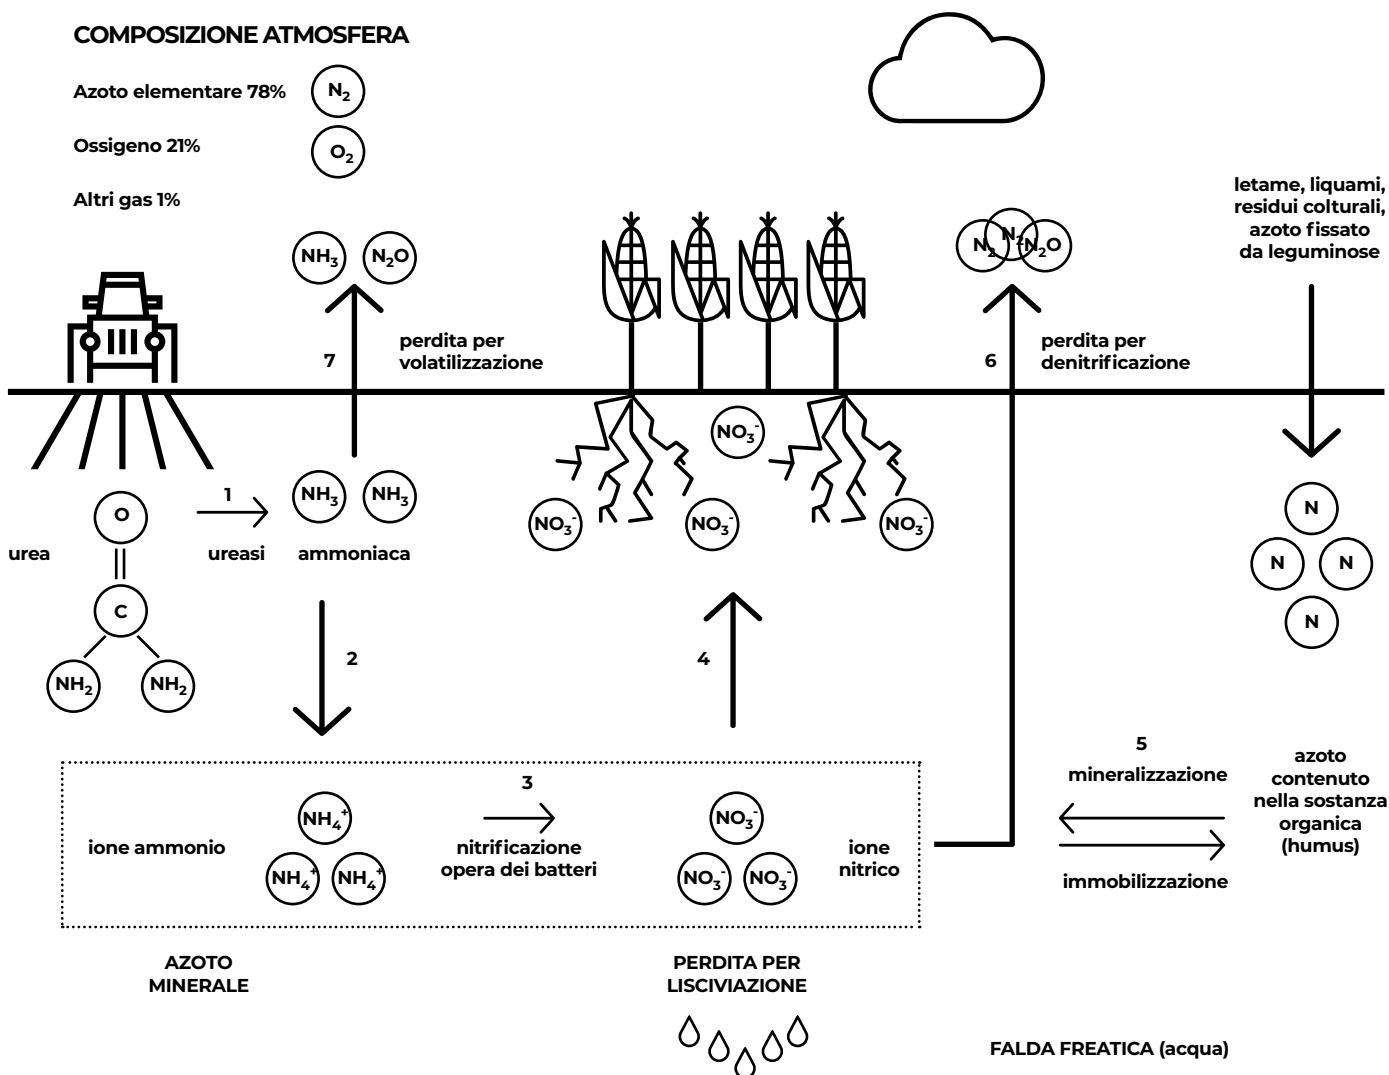 COMPOSIZIONE ATMOSFERA
Azoto elementare 78%
N₂
Ossigeno 21%
O₂
Altri gas 1%
letame, liquami,
residui colturali,
azoto fissato
da leguminose
NH₃
N₂O
N₂
N₂
N₂O
7
perdita per
volatilizzazione
6
perdita per
denitrificazione
NO₃⁻
NO₃⁻
NO₃⁻
NO₃⁻
urea
O
C
NH₂
NH₂
1
ureasi
NH₃
NH₃
ammoniaca
N
N
N
N
2
4
5
mineralizzazione
immobilizzazione
azoto
contenuto
nella sostanza
organica
(humus)
ione ammonio
NH₄⁺
NH₄⁺
NH₄⁺
3
nitrificazione
opera dei batteri
NO₃⁻
NO₃⁻
NO₃⁻
ione
nitrico
AZOTO
MINERALE
PERDITA PER
LISCIVIAZIONE
FALDA FREATICA (acqua)